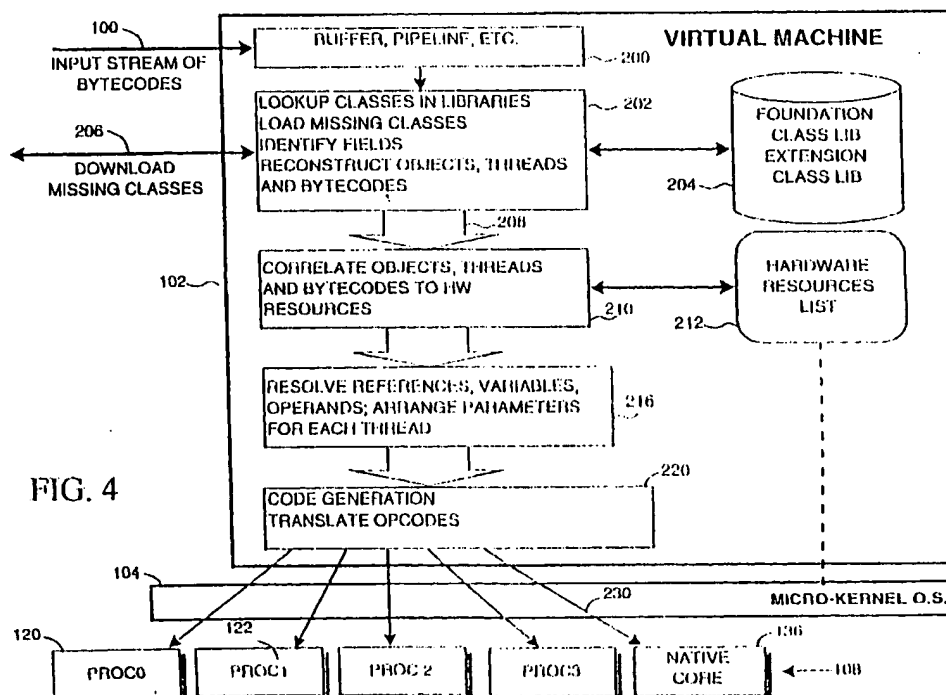 100
INPUT STREAM OF
BYTECODES
BUFFER, PIPELINE, ETC.
200
VIRTUAL MACHINE
206
DOWNLOAD
MISSING CLASSES
LOOKUP CLASSES IN LIBRARIES
LOAD MISSING CLASSES
IDENTIFY FIELDS
RECONSTRUCT OBJECTS, THREADS
AND BYTECODES
202
FOUNDATION
CLASS LIB
EXTENSION
CLASS LIB
204
208
102
CORRELATE OBJECTS, THREADS
AND BYTECODES TO HW
RESOURCES
210
HARDWARE
RESOURCES
LIST
212
RESOLVE REFERENCES, VARIABLES,
OPERANDS; ARRANGE PARAMETERS
FOR EACH THREAD
216
FIG. 4
220
CODE GENERATION
TRANSLATE OPCODES
104
230
MICRO-KERNEL O.S.
120
PROC0
122
PROC1
PROC 2
PROC3
136
NATIVE
CORE
108